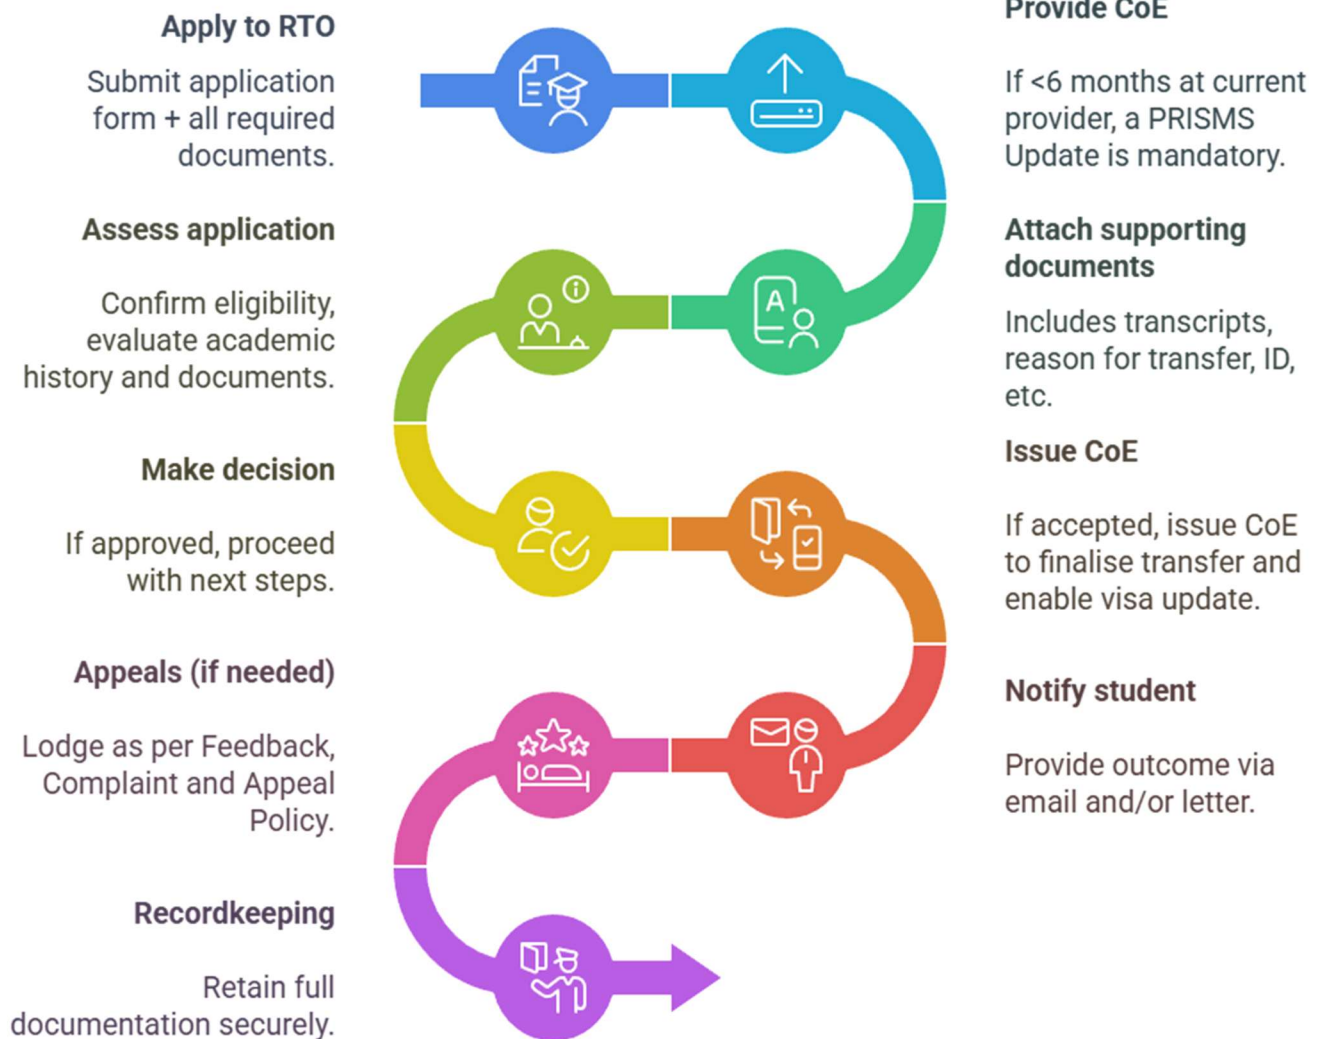 Apply to RTO
Submit application
form + all required
documents.
Provide CoE
If <6 months at current
provider, a PRISMS
Update is mandatory.
Attach supporting
documents
Includes transcripts,
reason for transfer, ID,
etc.
Assess application
Confirm eligibility,
evaluate academic
history and documents.
Make decision
If approved, proceed
with next steps.
Issue CoE
If accepted, issue CoE
to finalise transfer and
enable visa update.
Notify student
Provide outcome via
email and/or letter.
Appeals (if needed)
Lodge as per Feedback,
Complaint and Appeal
Policy.
Recordkeeping
Retain full
documentation securely.
A